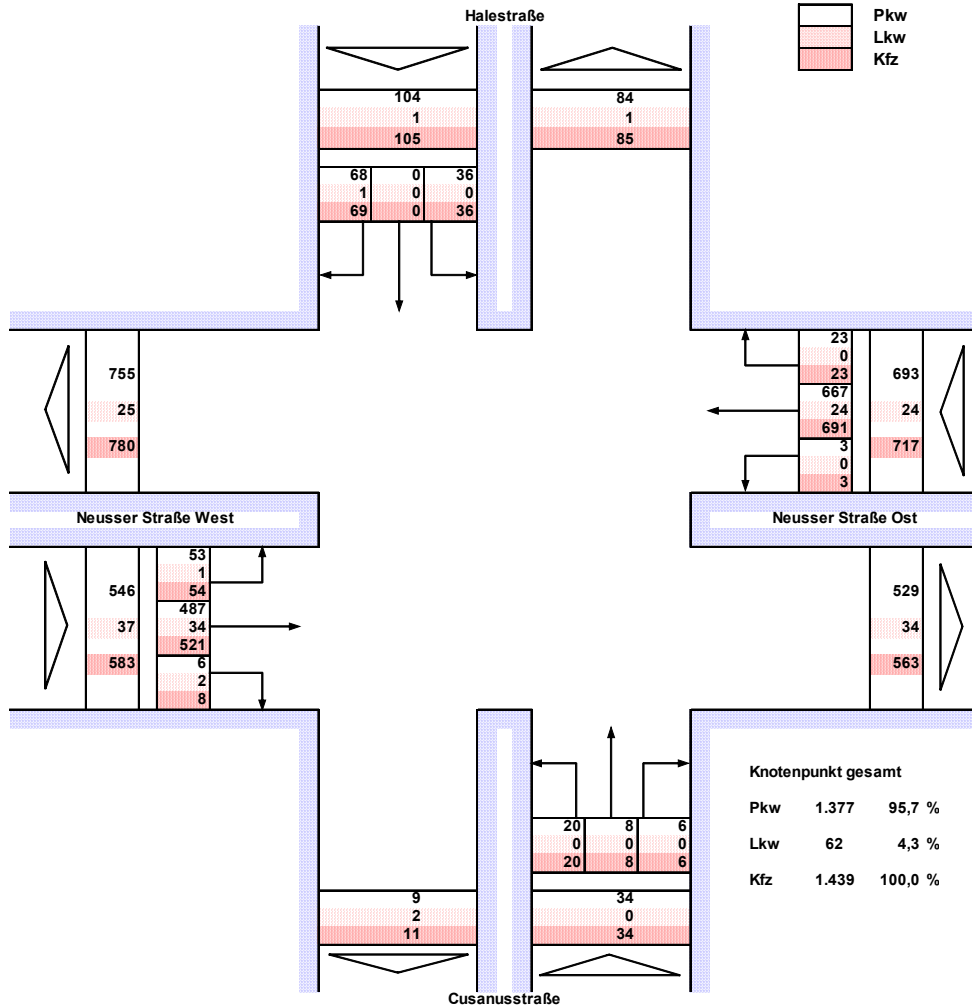 Halestraße
Pkw
Lkw
Kfz
104
1
105
84
1
85
68 0 36
1 0 0
69 0 36
755
25
780
23
0
23
667
24
691
3
0
3
693
24
717
Neusser Straße West
Neusser Straße Ost
546
37
583
53
1
54
487
34
521
6
2
8
529
34
563
20 8 6
0 0 0
20 8 6
9
2
11
34
0
34
Knotenpunkt gesamt
Pkw 1.377 95,7 %
Lkw 62 4,3 %
Kfz 1.439 100,0 %
Cusanusstraße